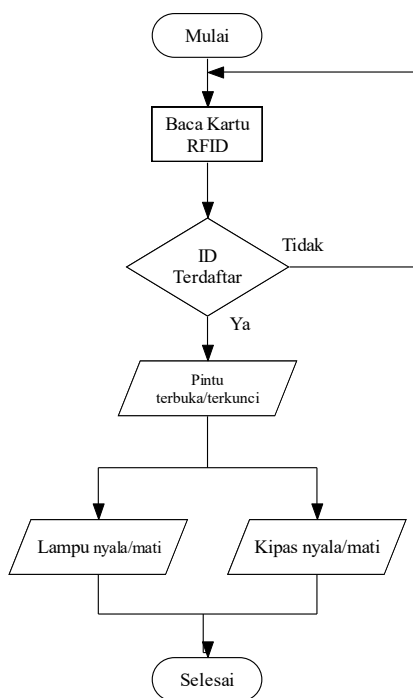 Mulai
Baca Kartu
RFID
ID
Terdaftar
Tidak
Ya
Pintu
terbuka/terkunci
Lampu nyala/mati
Kipas nyala/mati
Selesai